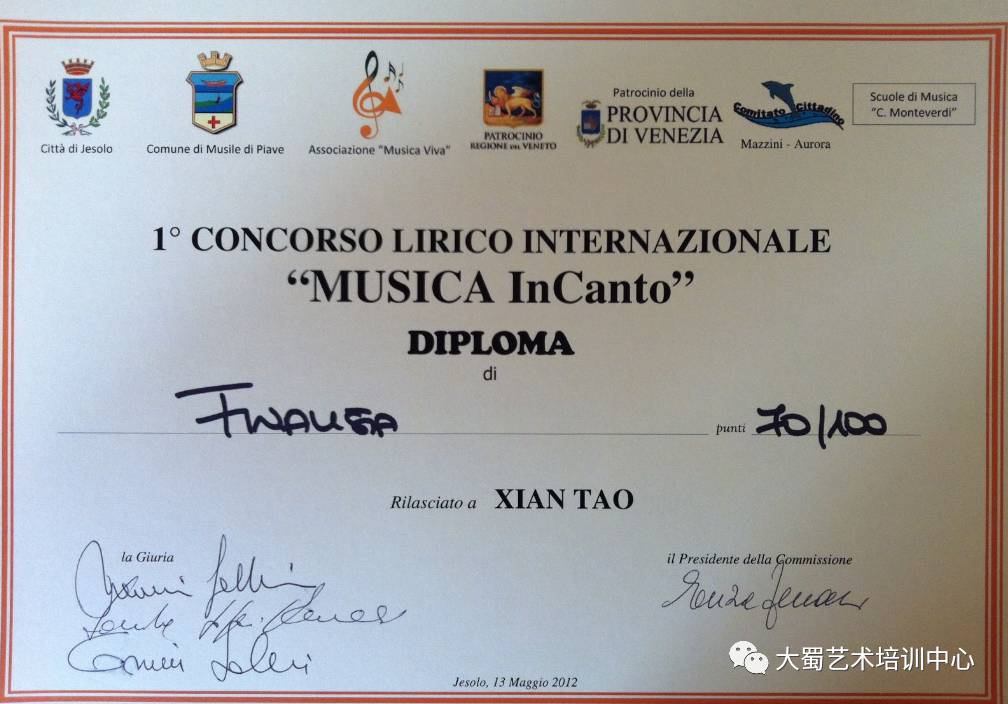 Città di Jesolo
Comune di Musile di Piave
Associazione "Musica Viva"
PATROCINIO
REGIONE DEL VENETO
Patrocinio della
PROVINCIA
DI VENEZIA
Comitato Cittadino
Mazzini - Aurora
Scuole di Musica
"C. Monteverdi"
1° CONCORSO LIRICO INTERNAZIONALE
“MUSICA InCanto”
DIPLOMA
di
punti 70/100
Rilasciato a XIAN TAO
la Giuria
il Presidente della Commissione
Jesolo, 13 Maggio 2012
大蜀艺术培训中心